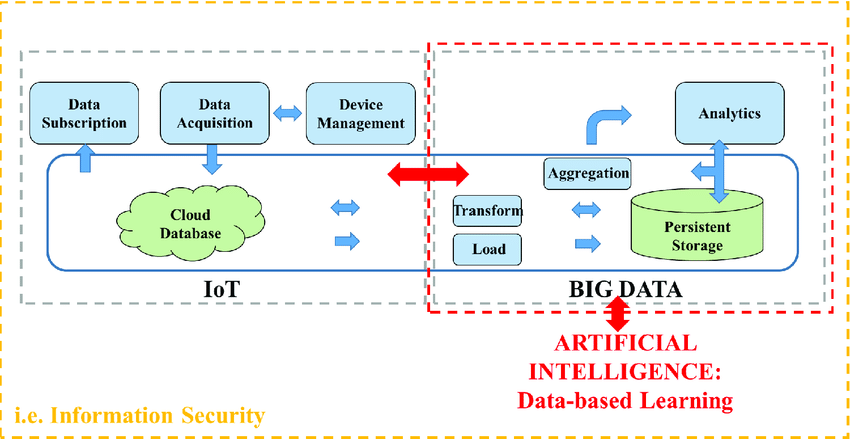 Data
Subscription
Data
Acquisition
Device
Management
Analytics
Aggregation
Cloud
Database
Transform
Load
Persistent
Storage
IoT
BIG DATA
ARTIFICIAL
INTELLIGENCE:
Data-based Learning
i.e. Information Security